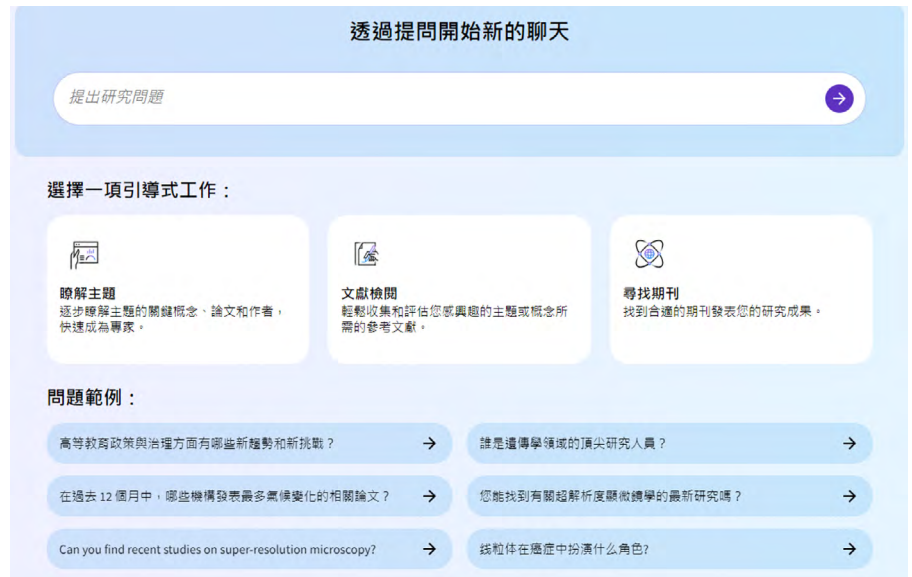 透過提問開始新的聊天
提出研究問題
選擇一項引導式工作：
瞭解主題
逐步瞭解主題的關鍵概念、論文和作者，
快速成為專家。
文獻檢閱
輕鬆收集和評估您感興趣的主題或概念所
需的參考文獻。
尋找期刊
找到合適的期刊發表您的研究成果。
問題範例：
高等教育政策與治理方面有哪些新趨勢和新挑戰？
誰是遺傳學領域的頂尖研究人員？
在過去 12 個月中，哪些機構發表最多氣候變化的相關論文？
您能找到有關超解析度顯微鏡學的最新研究嗎？
Can you find recent studies on super-resolution microscopy?
线粒体在癌症中扮演什么角色?